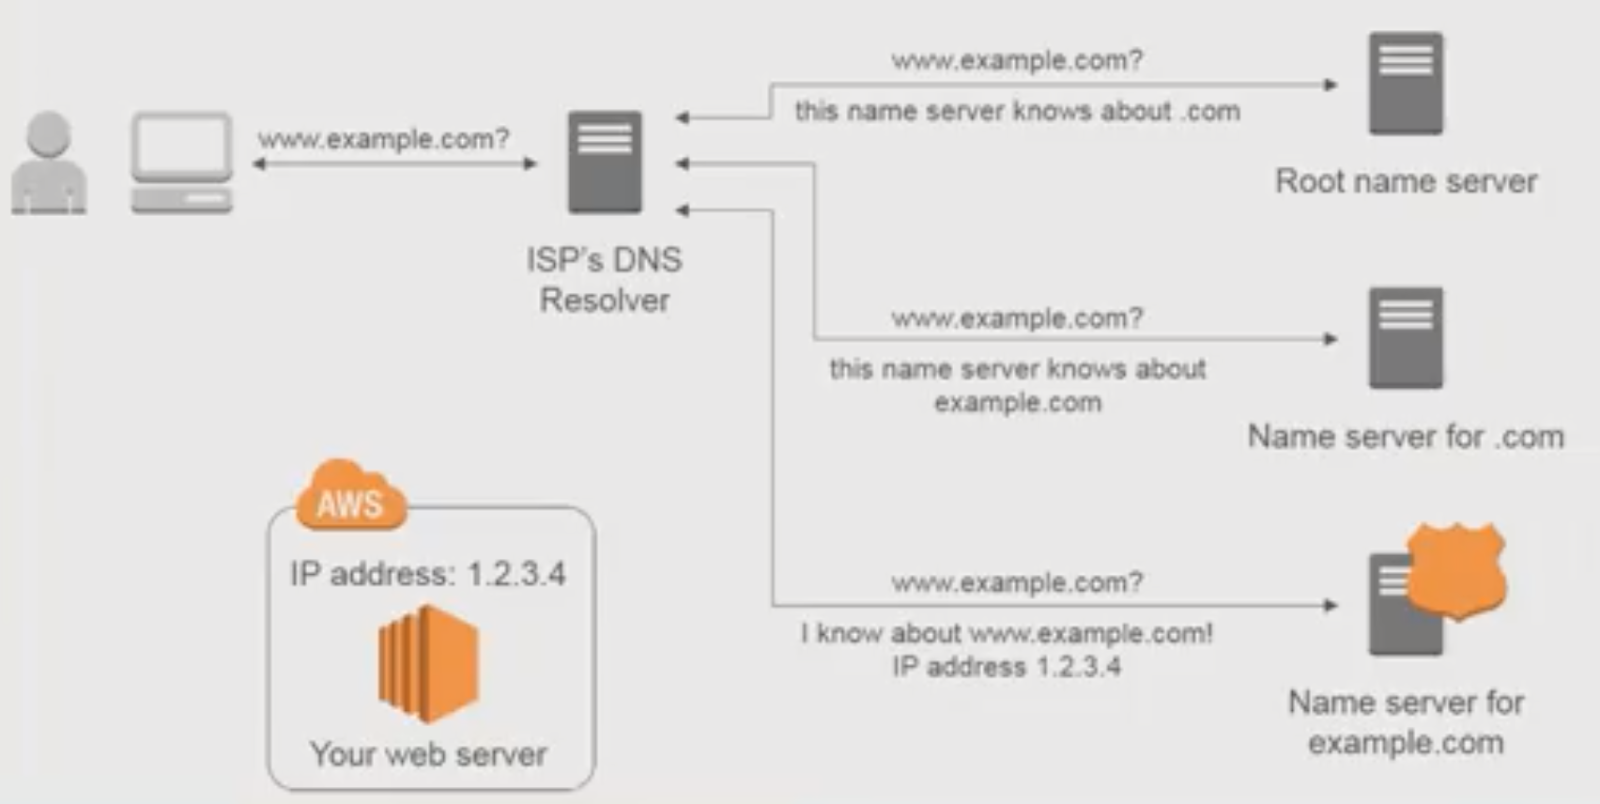 www.example.com?
this name server knows about .com
Root name server
www.example.com?
ISP's DNS
Resolver
www.example.com?
this name server knows about
example.com
Name server for .com
AWS
IP address: 1.2.3.4
Your web server
www.example.com?
I know about www.example.com!
IP address 1.2.3.4
Name server for
example.com